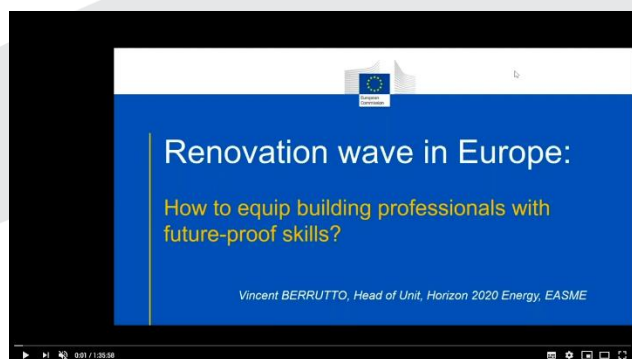 European
Commission
Renovation wave in Europe:
How to equip building professionals with
future-proof skills?
Vincent BERRUTTO, Head of Unit, Horizon 2020 Energy, EASME
0:01 / 1:35:58